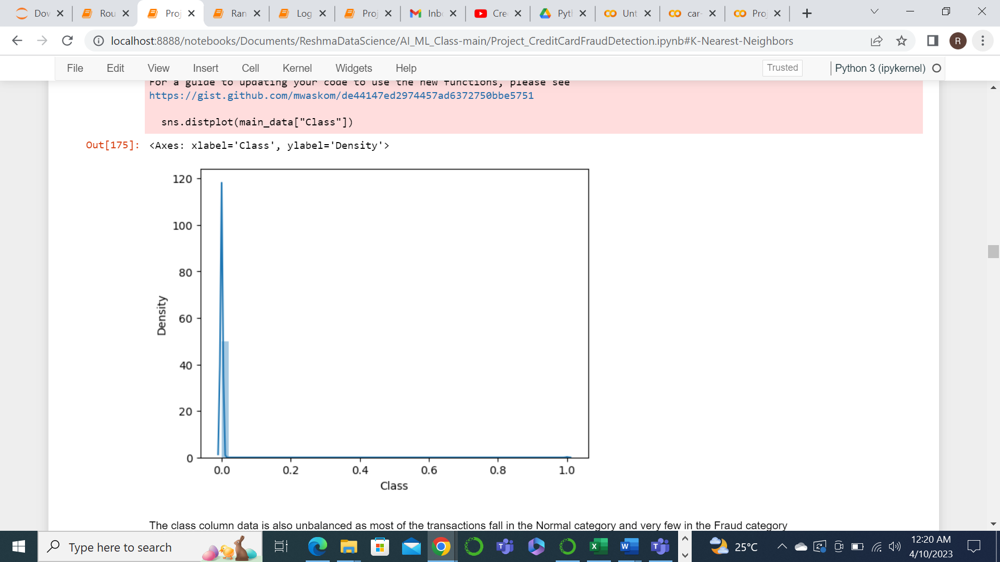 Dov
Rou
Proj
Ran
Log
Proj
Inb
Cre
Pyt
Unt
car-
Pro
localhost:8888/notebooks/Documents/ReshmaDataScience/AI_ML_Class-main/Project_CreditCardFraudDetection.ipynb#K-Nearest-Neighbors
R
File Edit View Insert Cell Kernel Widgets Help
Trusted
Python 3 (ipykernel)
For a guide to updating your code to use the new functions, please see
https://gist.github.com/mwaskom/de44147ed2974457ad6372750bbe5751
sns.distplot(main_data["Class"])
Out[175]: <Axes: xlabel='Class', ylabel='Density'>
120
100
80
60
40
20
0
Density
0.0 0.2 0.4 0.6 0.8 1.0
Class
The class column data is also unbalanced as most of the transactions fall in the Normal category and very few in the Fraud category
Type here to search
25°C
12:20 AM
4/10/2023